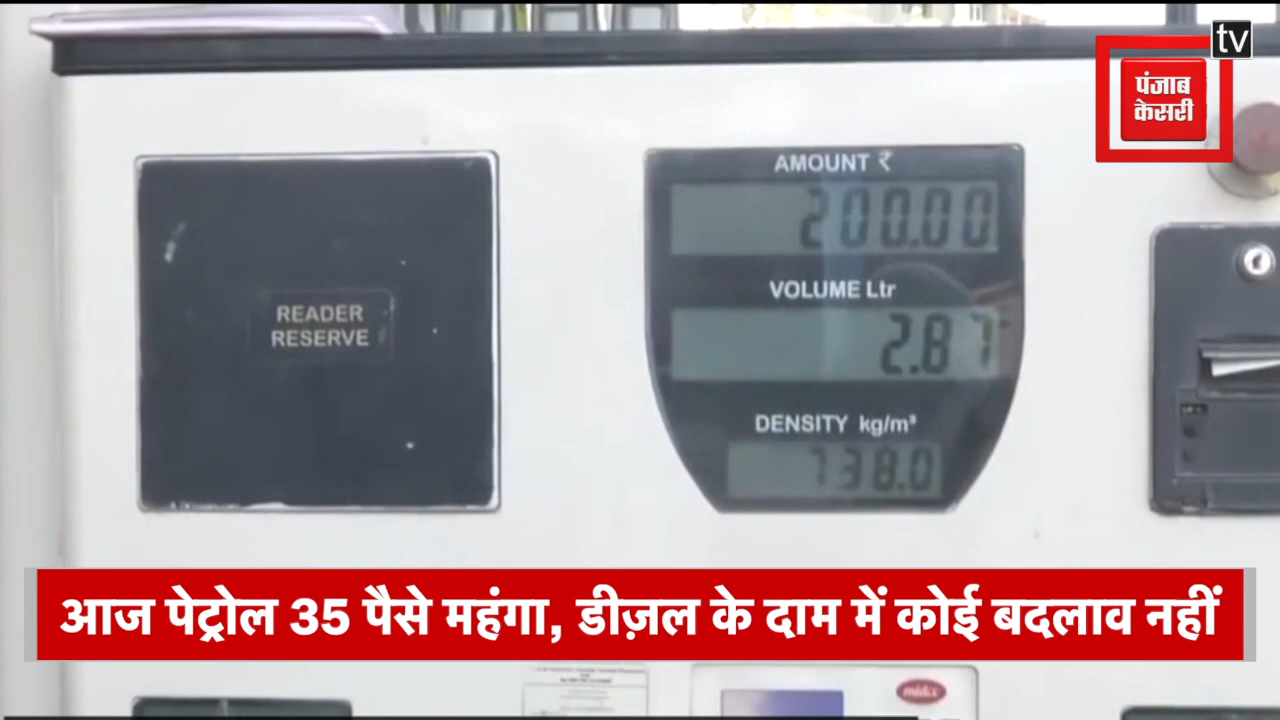 tv
पंजाब
केसरी
AMOUNT ₹
200.00
VOLUME Ltr
2.87
READER
RESERVE
DENSITY kg/m³
738.0
आज पेट्रोल 35 पैसे महंगा, डीज़ल के दाम में कोई बदलाव नहीं
midco